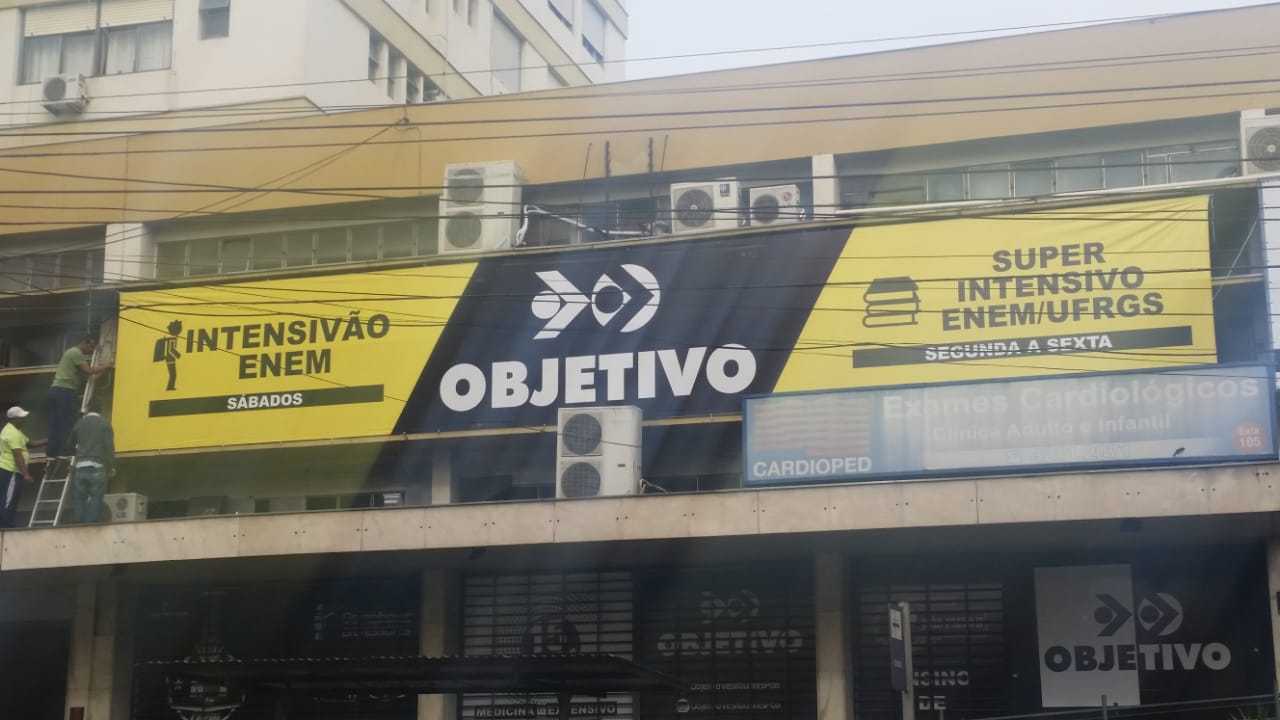 INTENSIVÃO
ENEM
SÁBADOS
OBJETIVO
SUPER
INTENSIVO
ENEM/UFRGS
SEGUNDA A SEXTA
Exames Cardiológicos
Clínica Adulto e Infantil
CARDIOPED
Sala
105
15
OBJETIVO
MEDICINA EXTENSIVO
OBJETIVO